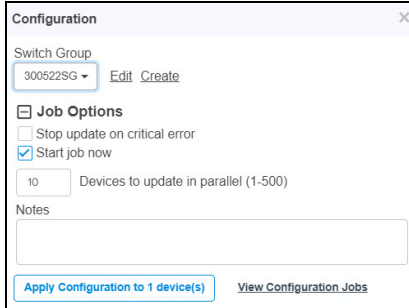 Configuration
Switch Group
300522SG Edit Create
Job Options
Stop update on critical error
Start job now
10 Devices to update in parallel (1-500)
Notes
Apply Configuration to 1 device(s) View Configuration Jobs